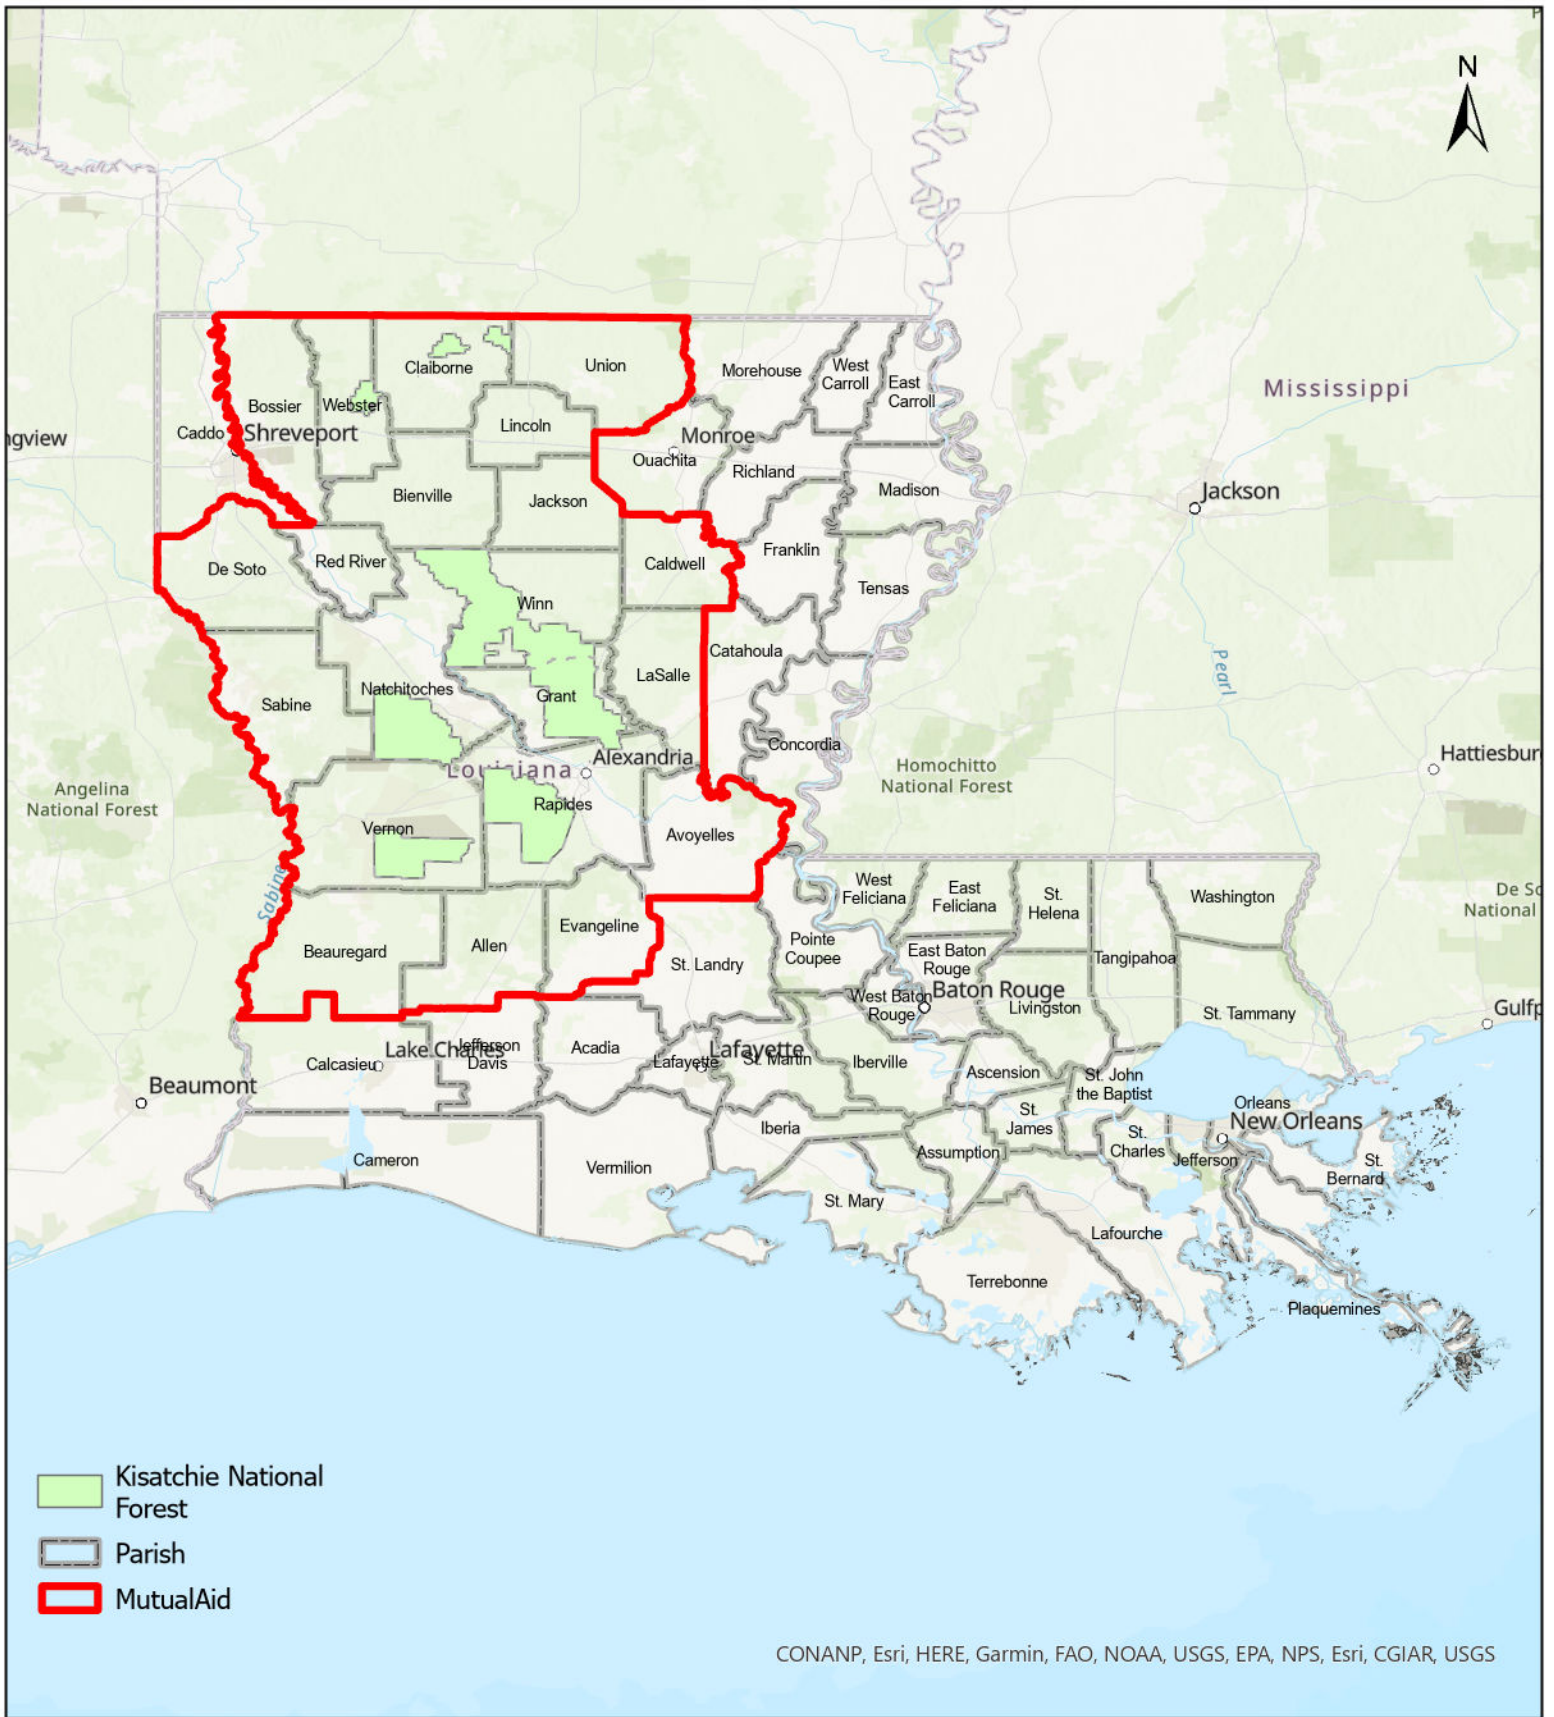 P
N
Claiborne
Union
Morehouse
West
Carroll
East
Carroll
Mississippi
Bossier
Webster
Lincoln
Caddo
Shreveport
Monroe
ngview
Ouachita
Richland
Bienville
Jackson
Madison
Jackson
De Soto
Red River
Caldwell
Franklin
Winn
Tensas
Catahoula
Pearl
LaSalle
Natchitoches
Grant
Sabine
Concordia
Alexandria
Louisiana
Hattiesbur
Homochitto
National Forest
Angelina
National Forest
Rapides
Vernon
Avoyelles
Sabine
West
Feliciana
East
Feliciana
St.
Helena
Washington
De So
National
Evangeline
Beauregard
Allen
Pointe
Coupee
East Baton
Rouge
Tangipahoa
St. Landry
West Baton
Rouge
Baton Rouge
Livingston
St. Tammany
Gulfp
Calcasieu
Lake Charles
Jefferson
Davis
Acadia
Lafayette
Lafayette
St. Martin
Iberville
Ascension
St. John
the Baptist
Beaumont
Orleans
New Orleans
Iberia
St.
James
St.
Charles
Assumption
Jefferson
St.
Bernard
Cameron
Vermilion
St. Mary
Lafourche
Terrebonne
Plaquemines
Kisatchie National
Forest
Parish
MutualAid
CONANP, Esri, HERE, Garmin, FAO, NOAA, USGS, EPA, NPS, Esri, CGIAR, USGS